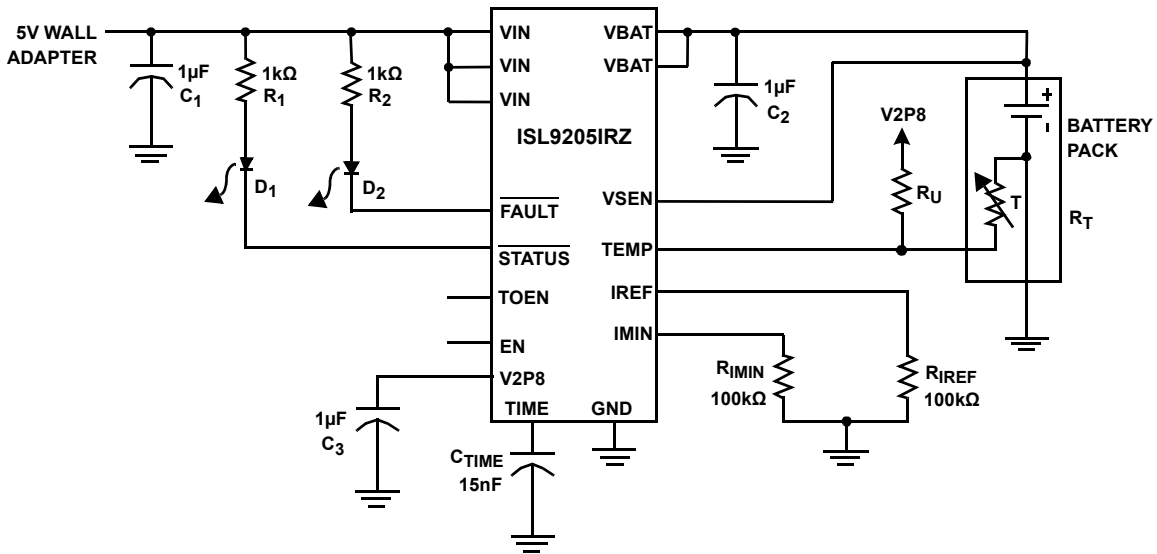 5V WALL
ADAPTER
1µF
C1
1kΩ
R1
1kΩ
R2
D1
D2
VIN
VIN
VIN
VBAT
VBAT
ISL9205IRZ
FAULT
STATUS
TOEN
EN
V2P8
TIME
GND
VSEN
TEMP
IREF
IMIN
1µF
C2
V2P8
RU
+
-
BATTERY
PACK
T
RT
RIMIN
100kΩ
RIREF
100kΩ
1µF
C3
CTIME
15nF